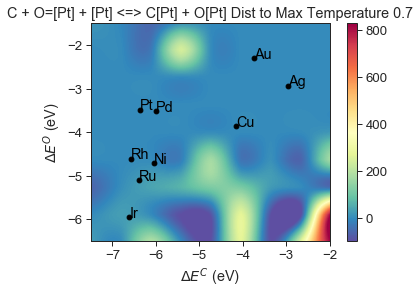 C + O=[Pt] + [Pt] <=> C[Pt] + O[Pt] Dist to Max Temperature 0.7
ΔE^O (eV)
−2
−3
−4
−5
−6
Au
Ag
Pt
Pd
Cu
Rh
Ni
Ru
Ir
−7
−6
−5
−4
−3
−2
ΔE^C (eV)
800
600
400
200
0